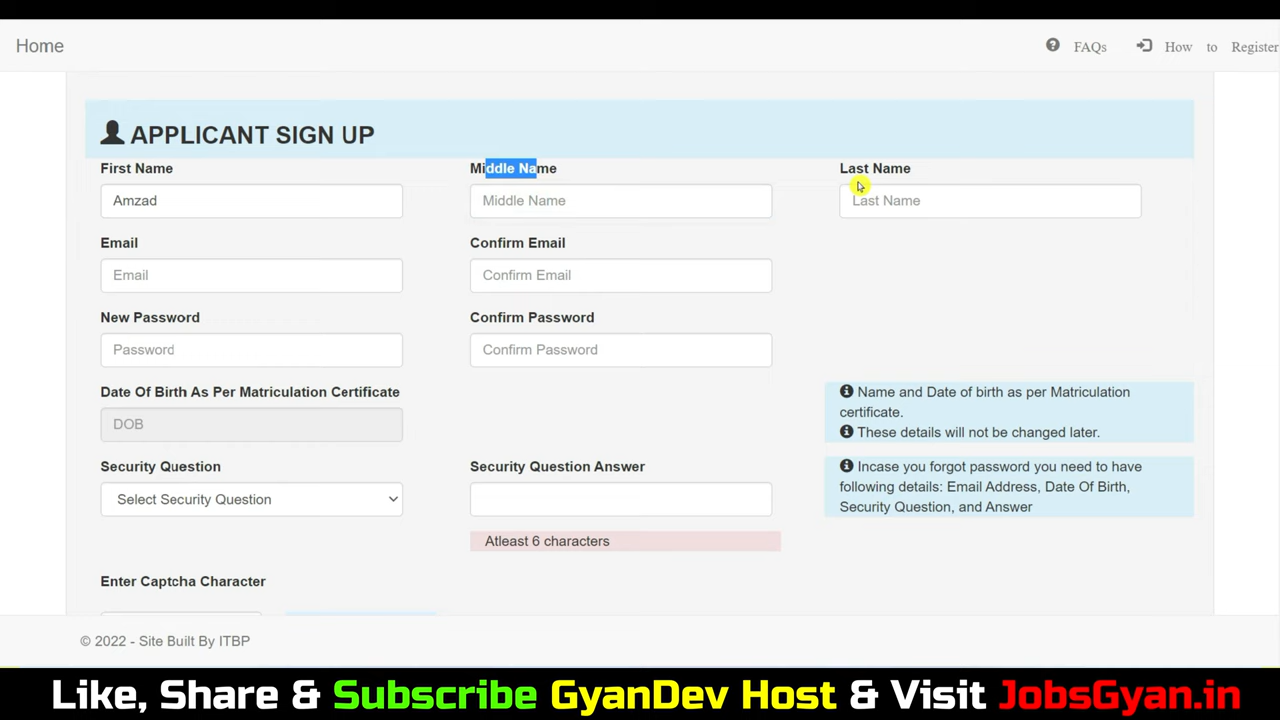 Home
FAQs
How to Register
APPLICANT SIGN UP
First Name
Middle Name
Last Name
Amzad
Middle Name
Last Name
Email
Confirm Email
Email
Confirm Email
New Password
Confirm Password
Password
Confirm Password
Date Of Birth As Per Matriculation Certificate
DOB
Name and Date of birth as per Matriculation
certificate.
These details will not be changed later.
Security Question
Security Question Answer
Select Security Question
Incase you forgot password you need to have
following details: Email Address, Date Of Birth,
Security Question, and Answer
Atleast 6 characters
Enter Captcha Character
© 2022 - Site Built By ITBP
Like, Share & Subscribe GyanDev Host & Visit JobsGyan.in